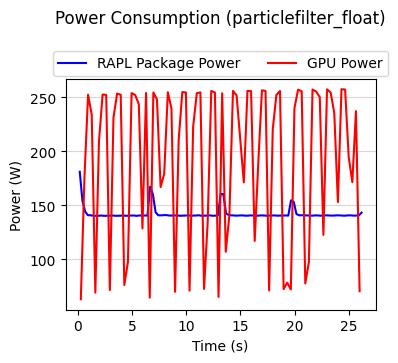 Power Consumption (particlefilter_float)
RAPL Package Power
GPU Power
250
200
150
100
Power (W)
0
5
10
15
20
25
Time (s)